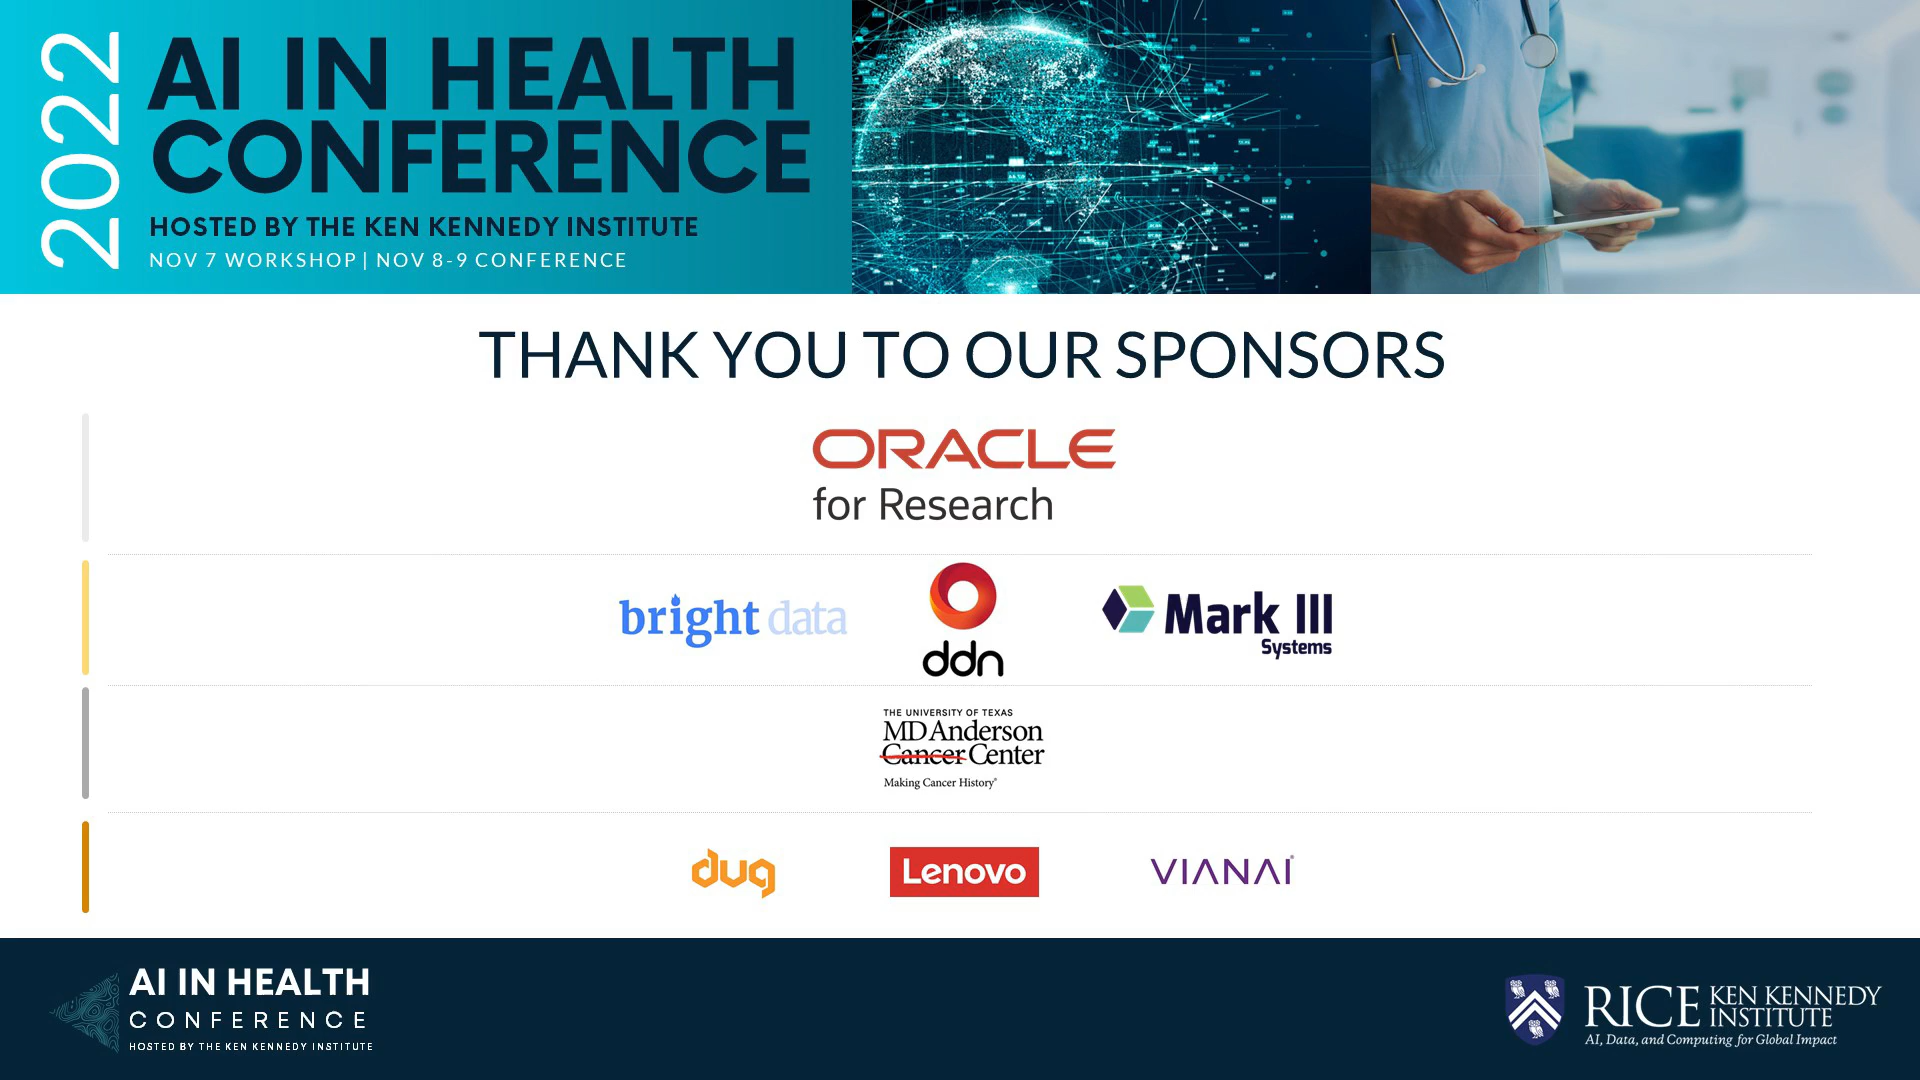 2022
AI IN HEALTH
CONFERENCE
HOSTED BY THE KEN KENNEDY INSTITUTE
NOV 7 WORKSHOP | NOV 8-9 CONFERENCE
THANK YOU TO OUR SPONSORS
ORACLE
for Research
bright data
ddn
Mark III
Systems
THE UNIVERSITY OF TEXAS
MD Anderson
Cancer Center
Making Cancer History®
dug
Lenovo
VIANAI
AI IN HEALTH
CONFERENCE
HOSTED BY THE KEN KENNEDY INSTITUTE
RICE KEN KENNEDY
INSTITUTE
AI, Data, and Computing for Global Impact